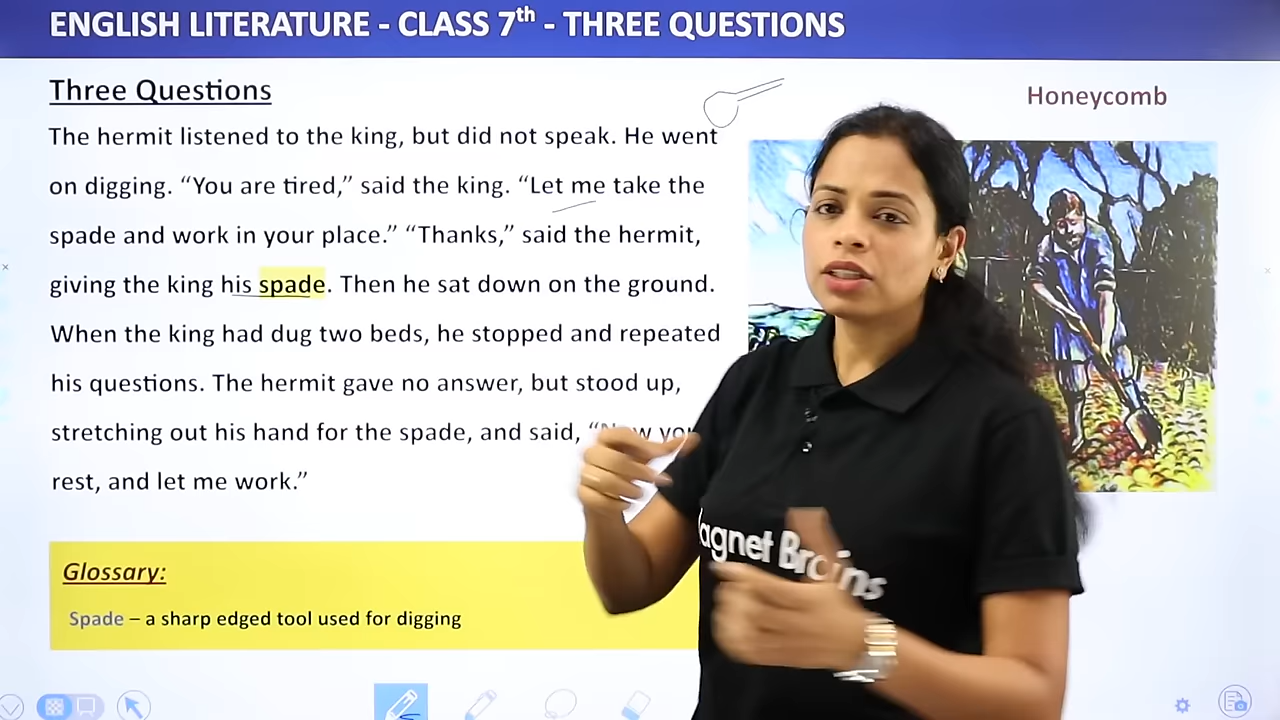 ENGLISH LITERATURE - CLASS 7th - THREE QUESTIONS
Three Questions
Honeycomb
The hermit listened to the king, but did not speak. He went
on digging. “You are tired,” said the king. “Let me take the
spade and work in your place.” “Thanks,” said the hermit,
giving the king his spade. Then he sat down on the ground.
When the king had dug two beds, he stopped and repeated
his questions. The hermit gave no answer, but stood up,
stretching out his hand for the spade, and said, “Now you
rest, and let me work.”
Glossary:
Spade – a sharp edged tool used for digging
agnet Brains